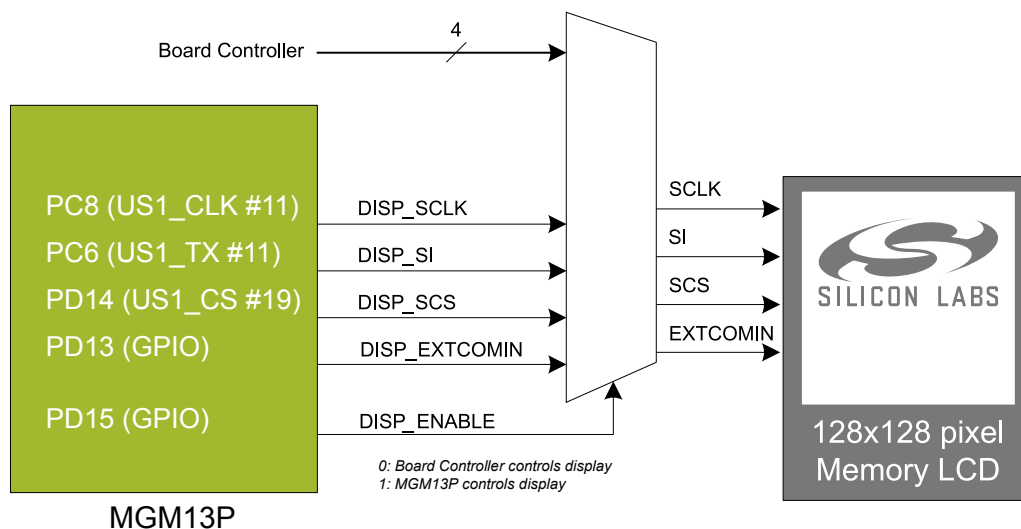 4
Board Controller
PC8 (US1_CLK #11)
PC6 (US1_TX #11)
PD14 (US1_CS #19)
PD13 (GPIO)
PD15 (GPIO)
MGM13P
DISP_SCLK
DISP_SI
DISP_SCS
DISP_EXTCOMIN
DISP_ENABLE
0: Board Controller controls display
1: MGM13P controls display
SCLK
SI
SCS
EXTCOMIN
SILICON LABS
128x128 pixel
Memory LCD